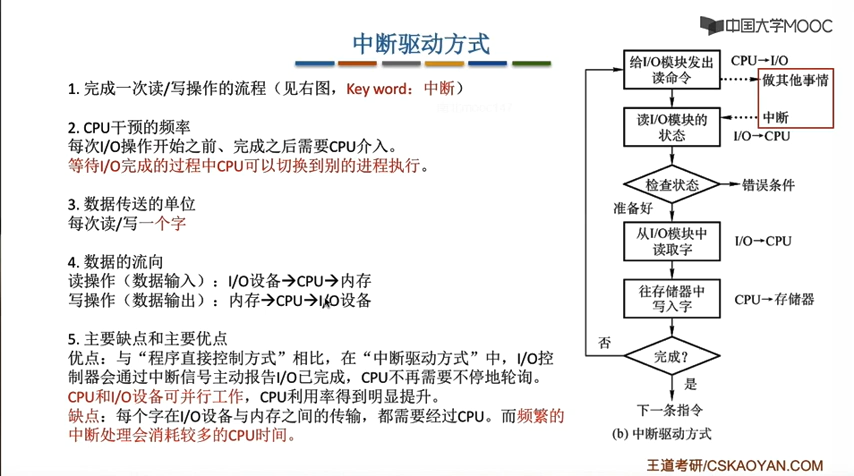 中国大学MOOC
中断驱动方式
1. 完成一次读/写操作的流程（见右图，Key word：中断）
2. CPU干预的频率
每次I/O操作开始之前、完成之后需要CPU介入。
等待I/O完成的过程中CPU可以切换到别的进程执行。
3. 数据传送的单位
每次读/写一个字
4. 数据的流向
读操作（数据输入）：I/O设备→CPU→内存
写操作（数据输出）：内存→CPU→I/O设备
5. 主要缺点和主要优点
优点：与“程序直接控制方式”相比，在“中断驱动方式”中，I/O控
制器会通过中断信号主动报告I/O已完成，CPU不再需要不停地轮询。
CPU和I/O设备可并行工作，CPU利用率得到明显提升。
缺点：每个字在I/O设备与内存之间的传输，都需要经过CPU。而频繁的
中断处理会消耗较多的CPU时间。
给I/O模块发出
读命令
CPU→I/O
做其他事情
读I/O模块的
状态
中断
I/O→CPU
检查状态
错误条件
准备好
从I/O模块中
读取字
I/O→CPU
往存储器中
写入字
CPU→存储器
否
完成?
是
下一条指令
(b) 中断驱动方式
王道考研/CSKAOYAN.COM